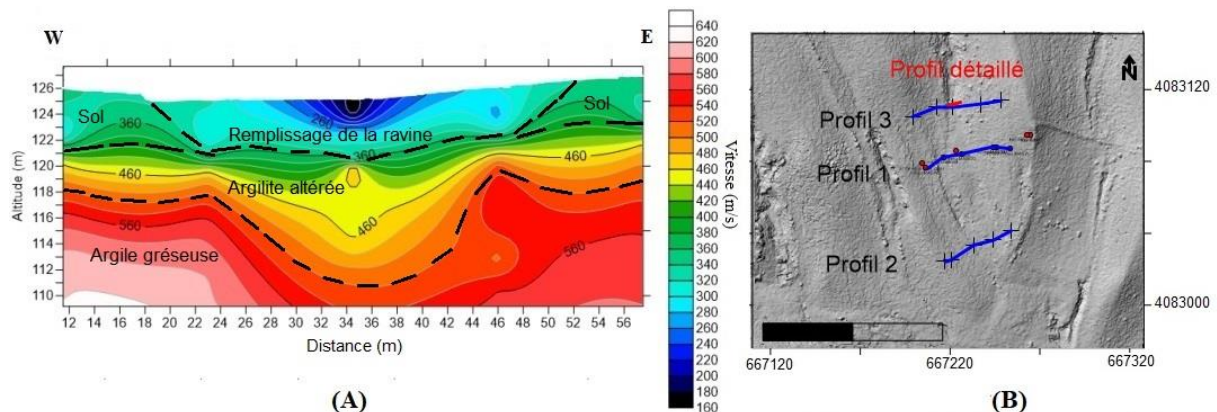 W
E
126
124
122
120
118
116
114
112
110
Altitude (m)
Sol
360
Remplissage de la ravine
260
Sol
460
Argilite altérée
360
460
560
Argile gréseuse
460
560
12 14 16 18 20 22 24 26 28 30 32 34 36 38 40 42 44 46 48 50 52 54 56
Distance (m)
640
620
600
580
560
540
520
500
480
460
440
420
400
380
360
340
320
300
280
260
240
220
200
180
160
Vitesse (m/s)
(A)
Profil détaillé
N
Profil 3
Profil 1
Profil 2
4083120
4083000
667120
667220
667320
(B)